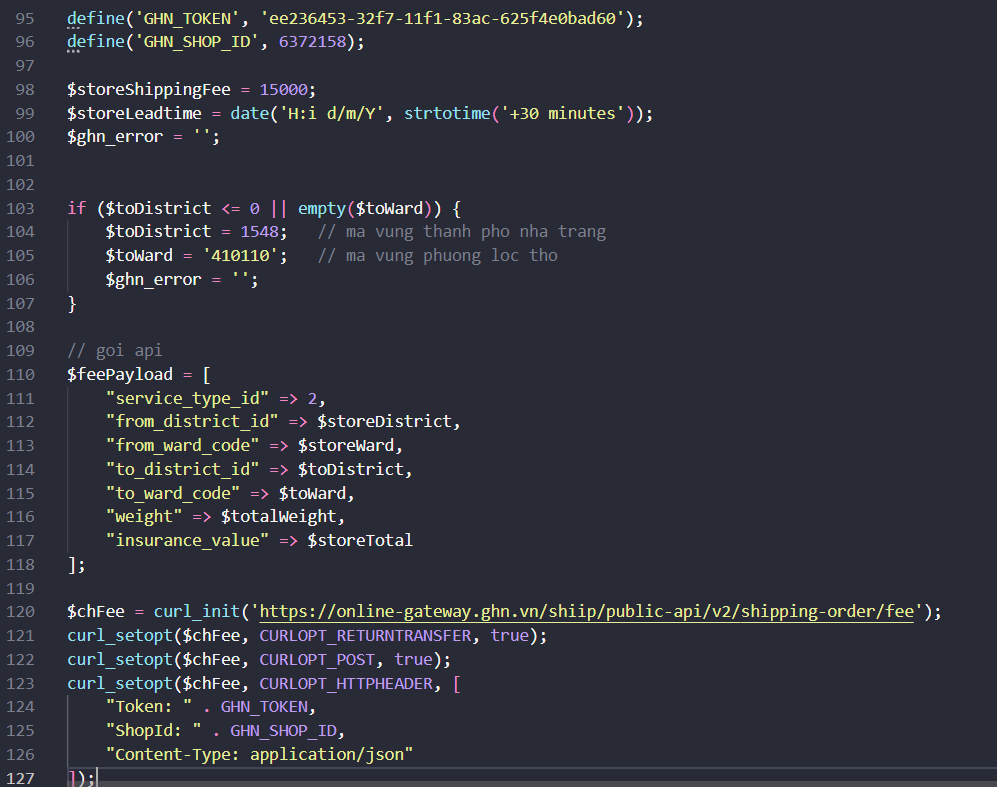 95 define('GHN_TOKEN', 'ee236453-32f7-11f1-83ac-625f4e0bad60');
96 define('GHN_SHOP_ID', 6372158);
97
98 $storeShippingFee = 15000;
99 $storeLeadtime = date('H:i d/m/Y', strtotime('+30 minutes'));
100 $ghn_error = '';
101
102
103 if ($toDistrict <= 0 || empty($toWard)) {
104     $toDistrict = 1548;   // ma vung thanh pho nha trang
105     $toWard = '410110';   // ma vung phuong loc tho
106     $ghn_error = '';
107 }
108
109 // goi api
110 $feePayload = [
111     "service_type_id" => 2,
112     "from_district_id" => $storeDistrict,
113     "from_ward_code" => $storeWard,
114     "to_district_id" => $toDistrict,
115     "to_ward_code" => $toWard,
116     "weight" => $totalWeight,
117     "insurance_value" => $storeTotal
118 ];
119
120 $chFee = curl_init('https://online-gateway.ghn.vn/shiip/public-api/v2/shipping-order/fee');
121 curl_setopt($chFee, CURLOPT_RETURNTRANSFER, true);
122 curl_setopt($chFee, CURLOPT_POST, true);
123 curl_setopt($chFee, CURLOPT_HTTPHEADER, [
124     "Token: " . GHN_TOKEN,
125     "ShopId: " . GHN_SHOP_ID,
126     "Content-Type: application/json"
127 ]);